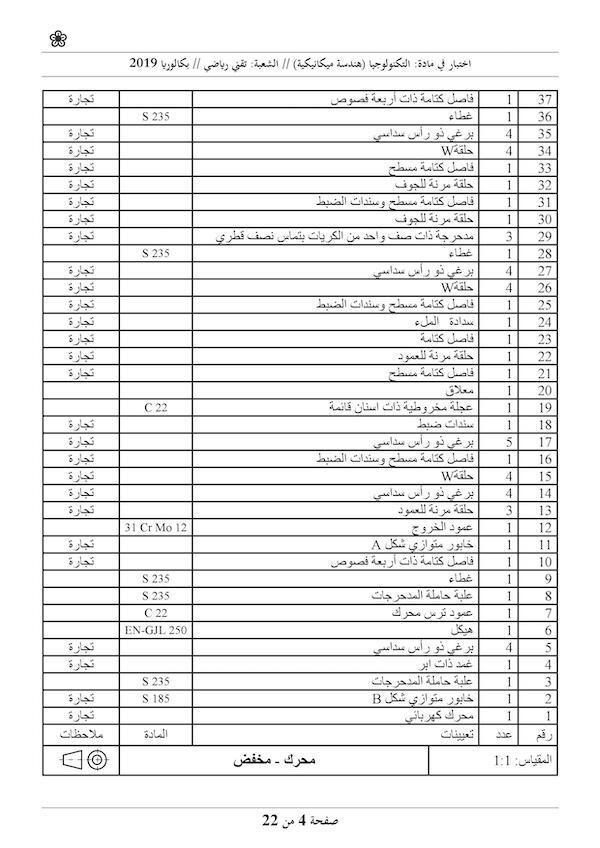 اختبار في مادة: التكنولوجيا (هندسة ميكانيكية) // الشعبة: تقني رياضي // بكالوريا 2019
37 1 فاصل كتامة ذات أربعة فصوص تجارة
36 1 غطاء S 235
35 4 برغي ذو رأس سداسي تجارة
34 4 حلقةW تجارة
33 1 فاصل كتامة مسطح تجارة
32 1 حلقة مرنة للجوف تجارة
31 1 فاصل كتامة مسطح وسندات الضبط تجارة
30 1 حلقة مرنة للجوف تجارة
29 3 مدحرجة ذات صف واحد من الكريات بتماس نصف قطري تجارة
28 1 غطاء S 235
27 4 برغي ذو رأس سداسي تجارة
26 4 حلقةW تجارة
25 1 فاصل كتامة مسطح وسندات الضبط تجارة
24 1 سدادة الملء تجارة
23 1 فاصل كتامة تجارة
22 1 حلقة مرنة للعمود تجارة
21 1 فاصل كتامة مسطح تجارة
20 1 معلاق
19 1 عجلة مخروطية ذات اسنان قائمة C 22
18 1 سندات ضبط تجارة
17 5 برغي ذو رأس سداسي تجارة
16 1 فاصل كتامة مسطح وسندات الضبط تجارة
15 4 حلقةW تجارة
14 4 برغي ذو رأس سداسي تجارة
13 3 حلقة مرنة للعمود تجارة
12 1 عمود الخروج 31 Cr Mo 12
11 1 خابور متوازي شكل A تجارة
10 1 فاصل كتامة ذات أربعة فصوص تجارة
9 1 غطاء S 235
8 1 علبة حاملة المدحرجات S 235
7 1 عمود ترس محرك C 22
6 1 هيكل EN-GJL 250
5 4 برغي ذو رأس سداسي تجارة
4 1 غمد ذات ابر تجارة
3 1 علبة حاملة المدحرجات S 235
2 1 خابور متوازي شكل B S 185 تجارة
1 1 محرك كهربائي تجارة
رقم عدد تعيينات المادة ملاحظات
المقياس: 1:1 محرك - مخفض
صفحة 4 من 22